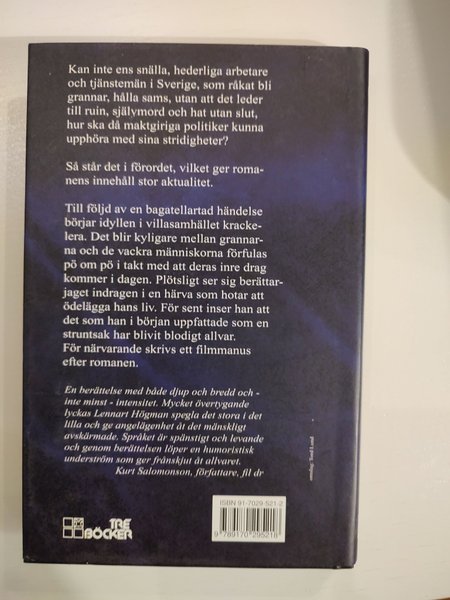 Kan inte ens snälla, hederliga arbetare
och tjänstemän i Sverige, som råkat bli
grannar, hålla sams, utan att det leder
till ruin, självmord och hat utan slut,
hur ska då maktgiriga politiker kunna
upphöra med sina stridigheter?
Så står det i förordet, vilket ger roma-
nens innehåll stor aktualitet.
Till följd av en bagatellartad händelse
börjar idyllen i villasamhället kracke-
lera. Det blir kyligare mellan grannar-
na och de vackra människorna förfulas
pö om pö i takt med att deras inre drag
kommer i dagen. Plötsligt ser sig berättar-
jaget indragen i en härva som hotar att
ödelägga hans liv. För sent inser han att
det som han i början uppfattade som en
struntsak har blivit blodigt allvar.
För närvarande skrivs ett filmmanus
efter romanen.
En berättelse med både djup och bredd och -
inte minst - intensitet. Mycket övertygande
lyckas Lennart Högman spegla det stora i det
lilla och ge angelägenhet åt det mänskligt
avskärmade. Språket är spänstigt och levande
och genom berättelsen löper en humoristisk
underström som ger frånskjut åt allvaret.
Kurt Salomonson, författare, fil dr
TRE
BÖCKER
ISBN 91-7029-521-2
9789170295218